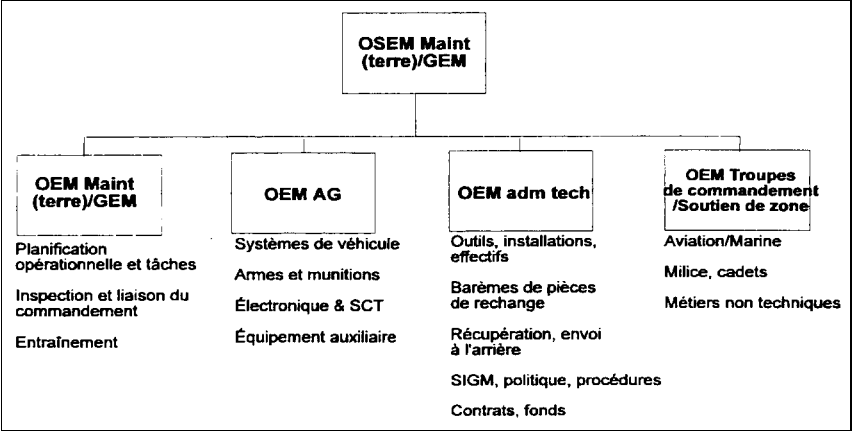 OSEM Maint
(terre)/GEM
OEM Maint
(terre)/GEM
Planification
opérationnelle et tâches
Inspection et liaison du
commandement
Entraînement
OEM AG
Systèmes de véhicule
Armes et munitions
Électronique & SCT
Équipement auxiliaire
OEM adm tech
Outils, installations,
effectifs
Barèmes de pièces
de rechange
Récupération, envoi
à l'arrière
SIGM, politique, procédures
Contrats, fonds
OEM Troupes
de commandement
/Soutien de zone
Aviation/Marine
Milice, cadets
Métiers non techniques